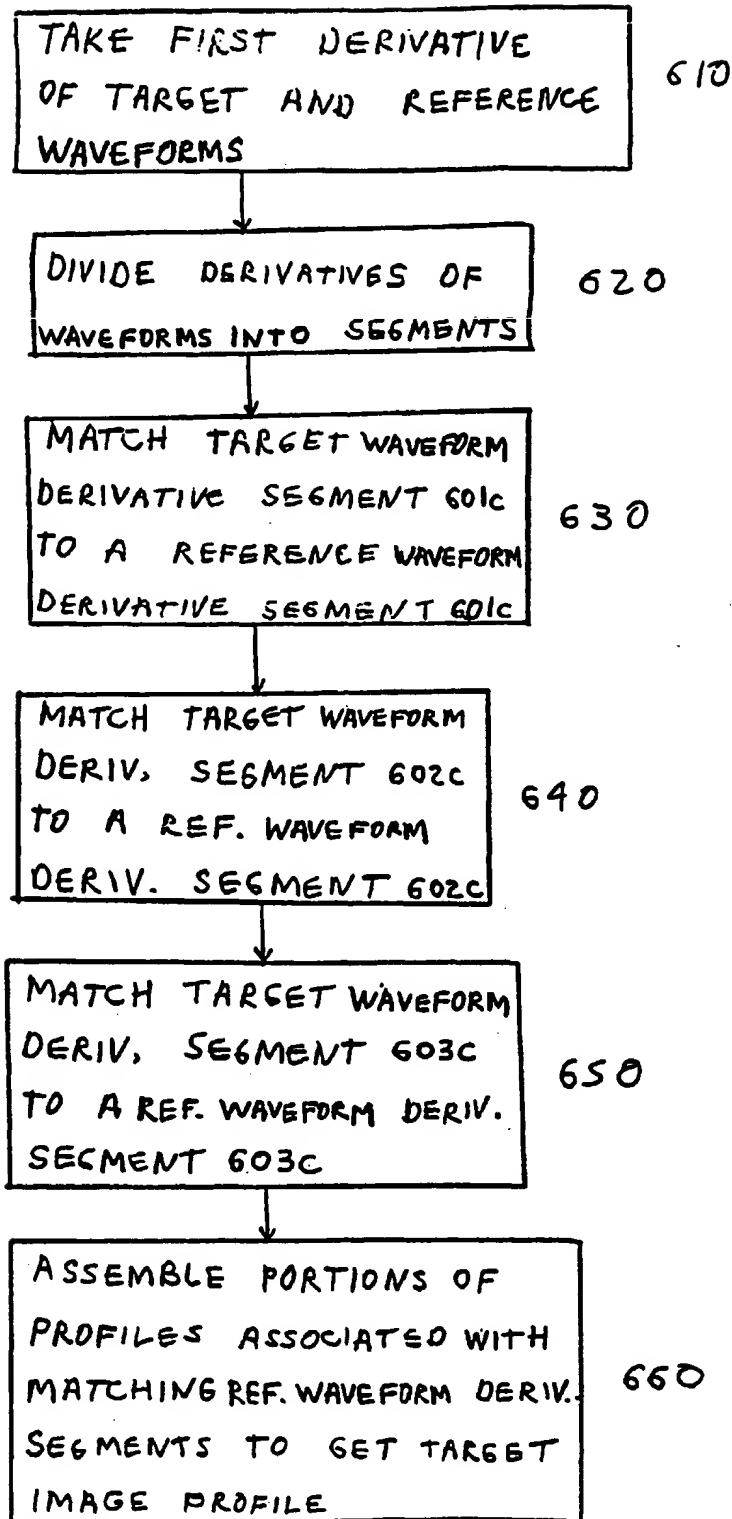 TAKE FIRST DERIVATIVE
OF TARGET AND REFERENCE
WAVEFORMS
610
DIVIDE DERIVATIVES OF
WAVEFORMS INTO SEGMENTS
620
MATCH TARGET WAVEFORM
DERIVATIVE SEGMENT 601c
TO A REFERENCE WAVEFORM
DERIVATIVE SEGMENT 601c
630
MATCH TARGET WAVEFORM
DERIV. SEGMENT 602C
TO A REF. WAVEFORM
DERIV. SEGMENT 602C
640
MATCH TARGET WAVEFORM
DERIV. SEGMENT 603C
TO A REF. WAVEFORM DERIV.
SEGMENT 603C
650
ASSEMBLE PORTIONS OF
PROFILES ASSOCIATED WITH
MATCHING REF. WAVEFORM DERIV.
SEGMENTS TO GET TARGET
IMAGE PROFILE
660